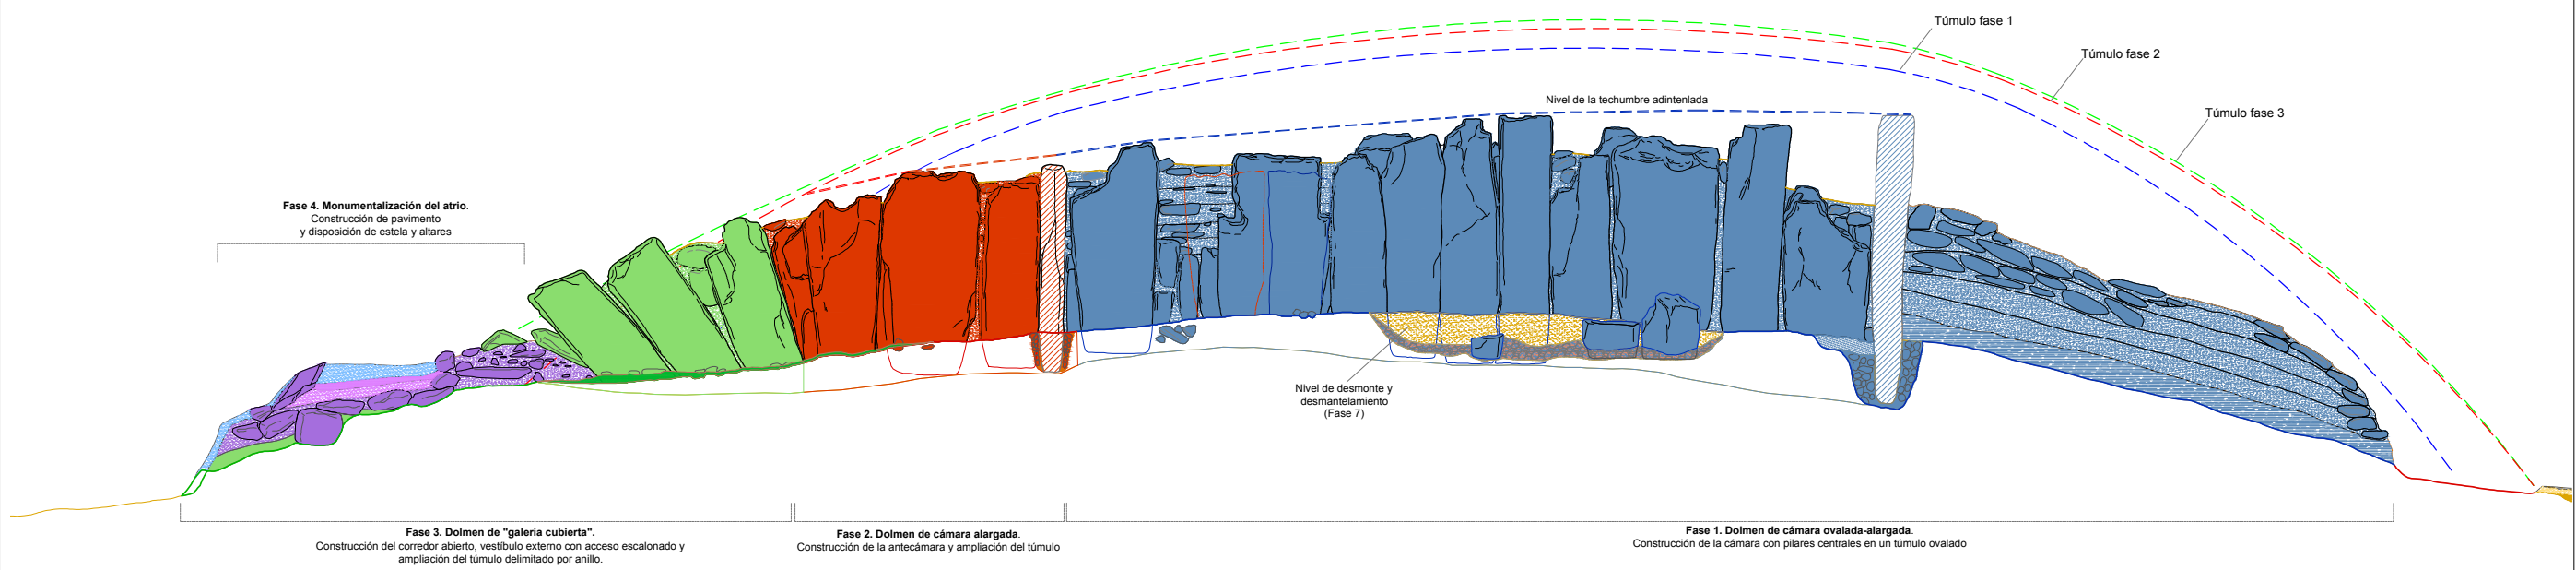 Túmulo fase 1
Túmulo fase 2
Túmulo fase 3
Nivel de la techumbre adintenlada
Fase 4. Monumentalización del atrio.
Construcción de pavimento
y disposición de estela y altares
Nivel de desmonte y
desmantelamiento
(Fase 7)
Fase 3. Dolmen de "galería cubierta".
Construcción del corredor abierto, vestíbulo externo con acceso escalonado y
ampliación del túmulo delimitado por anillo.
Fase 2. Dolmen de cámara alargada.
Construcción de la antecámara y ampliación del túmulo
Fase 1. Dolmen de cámara ovalada-alargada.
Construcción de la cámara con pilares centrales en un túmulo ovalado